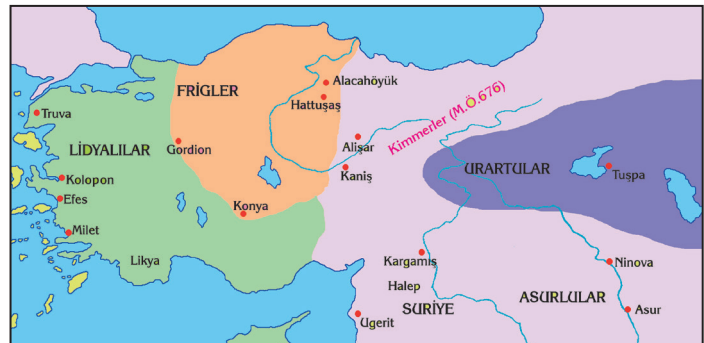 Alacahöyük
FRİGLER
Hattuşaş
Kimmerler (M.Ö.676)
Truva
LİDYALILAR
Gordion
Alişar
Kaniş
URARTULAR
Tuşpa
Kolopon
Efes
Konya
Milet
Likya
Kargamış
Ninova
Halep
ASURLULAR
SURİYE
Asur
Ugerit